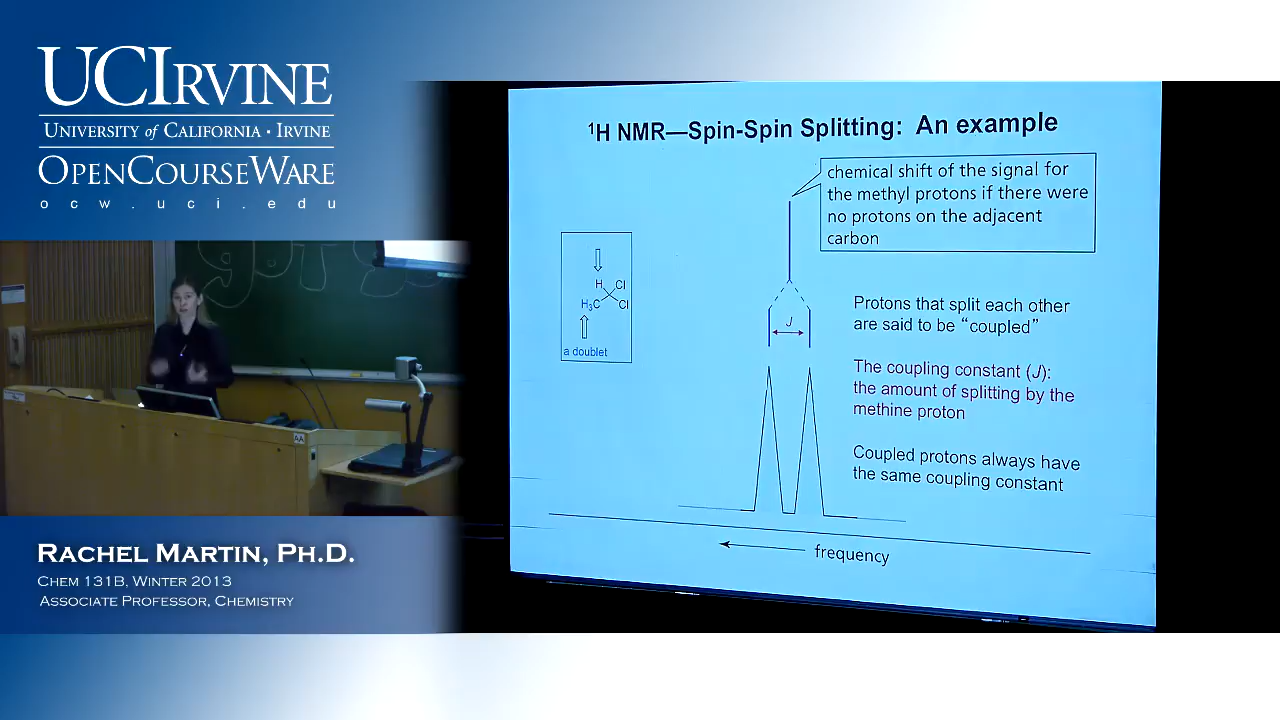 UCIRVINE
UNIVERSITY of CALIFORNIA · IRVINE
OPENCOURSEWARE
ocw.uci.edu
RACHEL MARTIN, PH.D.
CHEM 131B, WINTER 2013
ASSOCIATE PROFESSOR, CHEMISTRY
¹H NMR—Spin-Spin Splitting: An example
chemical shift of the signal for
the methyl protons if there were
no protons on the adjacent
carbon
H Cl
H₃C Cl
a doublet
J
Protons that split each other
are said to be “coupled”
The coupling constant (J):
the amount of splitting by the
methine proton
Coupled protons always have
the same coupling constant
frequency
AA